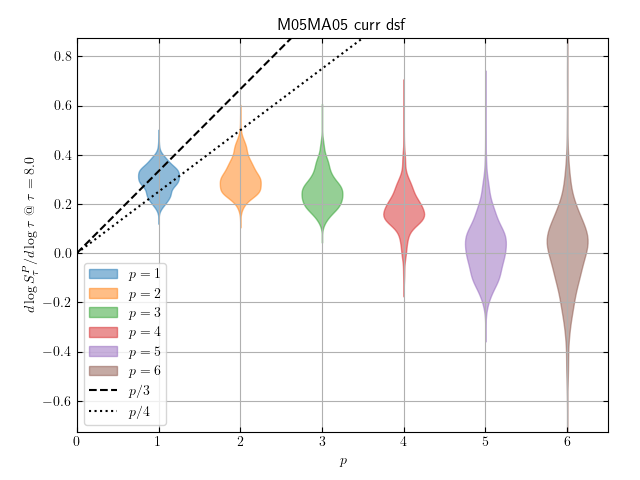 M05MA05 curr dsf
d log S_τ^P / d log τ @ τ = 8.0
0.8
0.6
0.4
0.2
0.0
−0.2
−0.4
−0.6
p = 1
p = 2
p = 3
p = 4
p = 5
p = 6
p/3
p/4
0 1 2 3 4 5 6
p